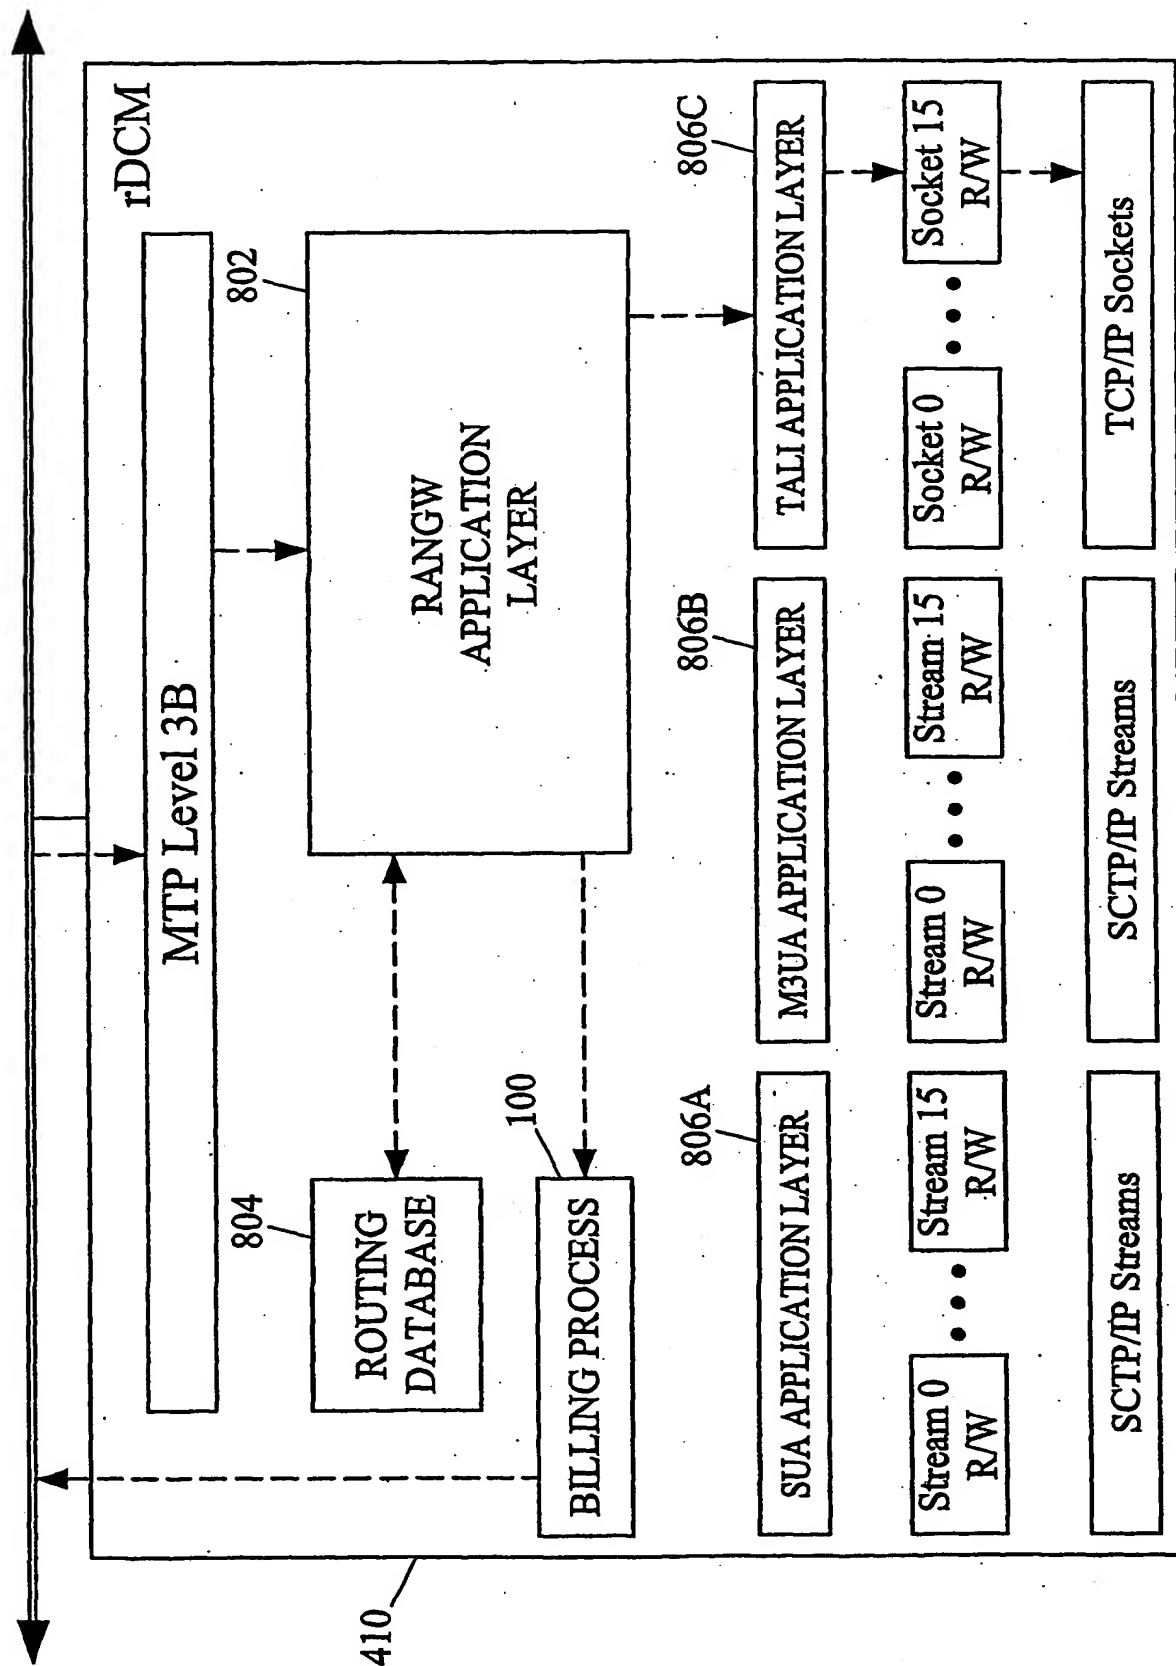 rDCM
MTP Level 3B
802
RANGW
APPLICATION
LAYER
804
ROUTING
DATABASE
100
BILLING PROCESS
410
806A
SUA APPLICATION LAYER
806B
M3UA APPLICATION LAYER
806C
TALI APPLICATION LAYER
Stream 0
R/W
Stream 15
R/W
Stream 0
R/W
Stream 15
R/W
Socket 0
R/W
Socket 15
R/W
SCTP/IP Streams
SCTP/IP Streams
TCP/IP Sockets